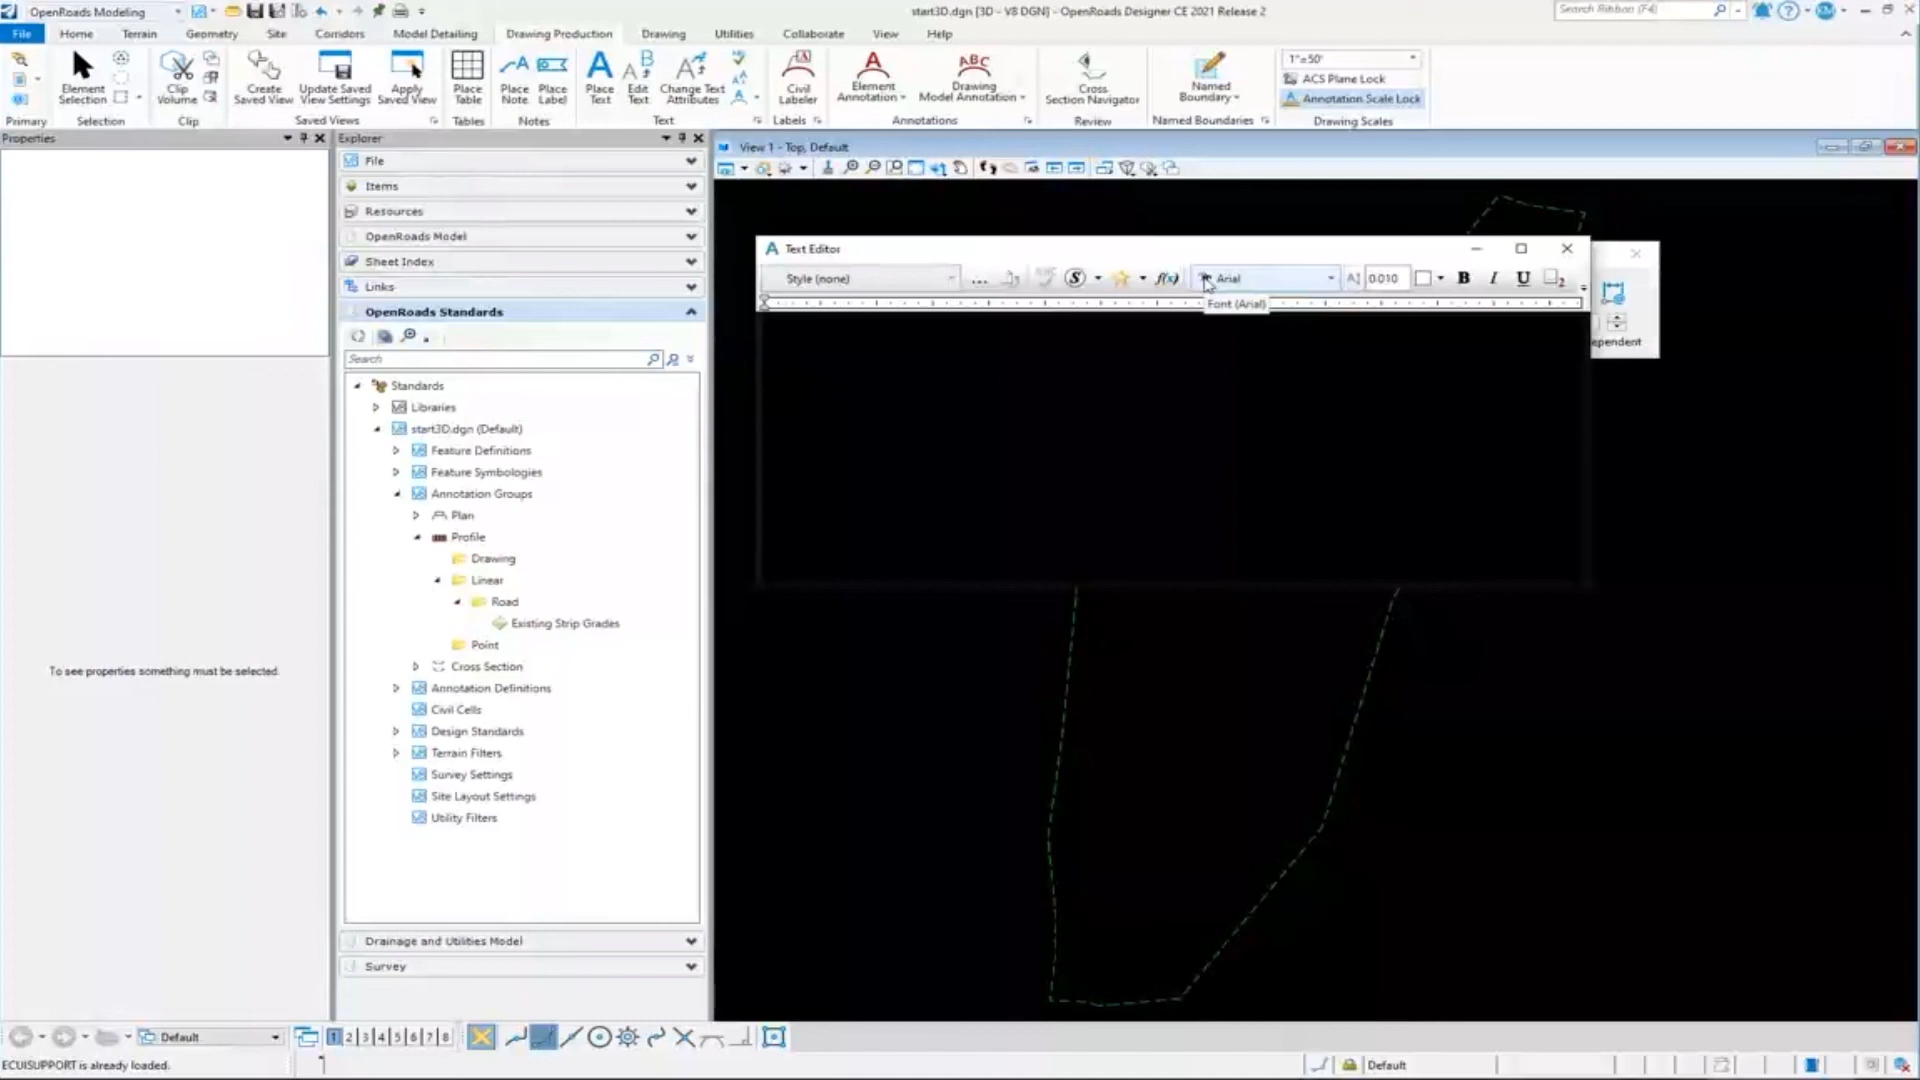 OpenRoads Modeling
start3D.dgn [3D - V8 DGN] - OpenRoads Designer CE 2021 Release 2
Search Ribbon (F4)
File
Home
Terrain
Geometry
Site
Corridors
Model Detailing
Drawing Production
Drawing
Utilities
Collaborate
View
Help
Element
Selection
Clip
Volume
Create
Saved View
Update Saved
View Settings
Apply
Saved View
Place
Table
Place
Note
Place
Label
Place
Text
Edit
Text
Change Text
Attributes
Civil
Labeler
Element
Annotation
Drawing
Model Annotation
Cross
Section Navigator
Named
Boundary
1"=50'
ACS Plane Lock
Annotation Scale Lock
Primary
Selection
Clip
Saved Views
Tables
Notes
Text
Labels
Annotations
Review
Named Boundaries
Drawing Scales
Properties
To see properties something must be selected.
Explorer
File
Items
Resources
OpenRoads Model
Sheet Index
Links
OpenRoads Standards
Search
Standards
Libraries
start3D.dgn (Default)
Feature Definitions
Feature Symbologies
Annotation Groups
Plan
Profile
Drawing
Linear
Road
Existing Strip Grades
Point
Cross Section
Annotation Definitions
Civil Cells
Design Standards
Terrain Filters
Survey Settings
Site Layout Settings
Utility Filters
Drainage and Utilities Model
Survey
View 1 - Top, Default
Text Editor
Style (none)
f(x)
Arial
0.010
B
I
U
Font (Arial)
ependent
Default
1 2 3 4 5 6 7 8
ECUISUPPORT is already loaded.
Default